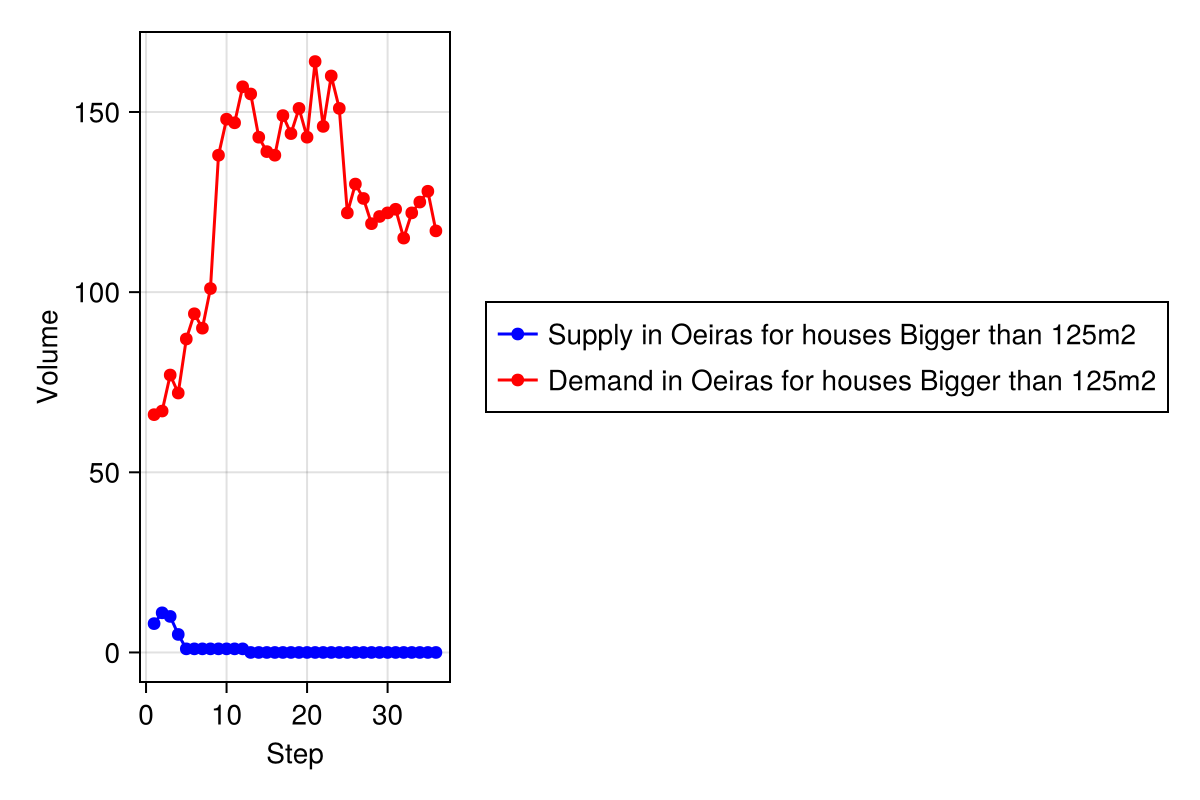 Volume
150
100
50
0
0 10 20 30
Step
Supply in Oeiras for houses Bigger than 125m2
Demand in Oeiras for houses Bigger than 125m2